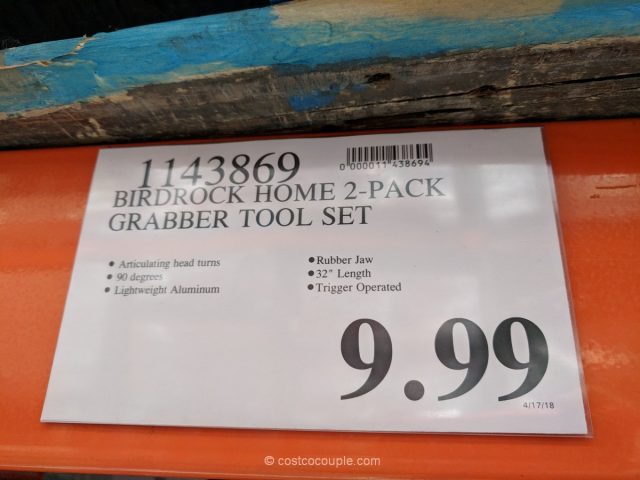 1143869
0 000011 438694
BIRDROCK HOME 2-PACK
GRABBER TOOL SET
• Articulating head turns
• 90 degrees
• Lightweight Aluminum
• Rubber Jaw
• 32" Length
• Trigger Operated
9.99
4/17/18
© costcocouple.com